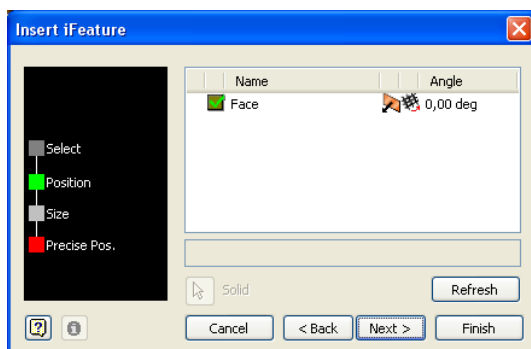 Insert iFeature
Name Angle
Face 0,00 deg
Select
Position
Size
Precise Pos.
Solid
Refresh
Cancel < Back Next > Finish